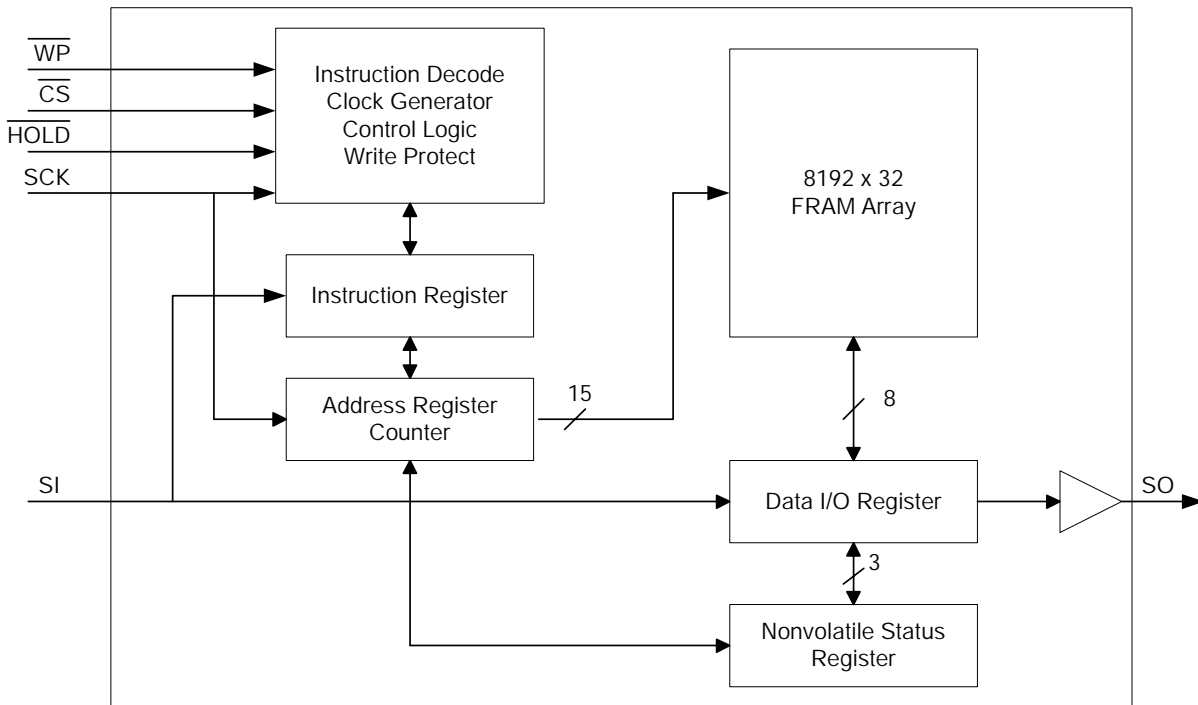 WP
CS
HOLD
SCK
Instruction Decode
Clock Generator
Control Logic
Write Protect
8192 x 32
FRAM Array
Instruction Register
Address Register
Counter
15
8
SI
Data I/O Register
SO
3
Nonvolatile Status
Register